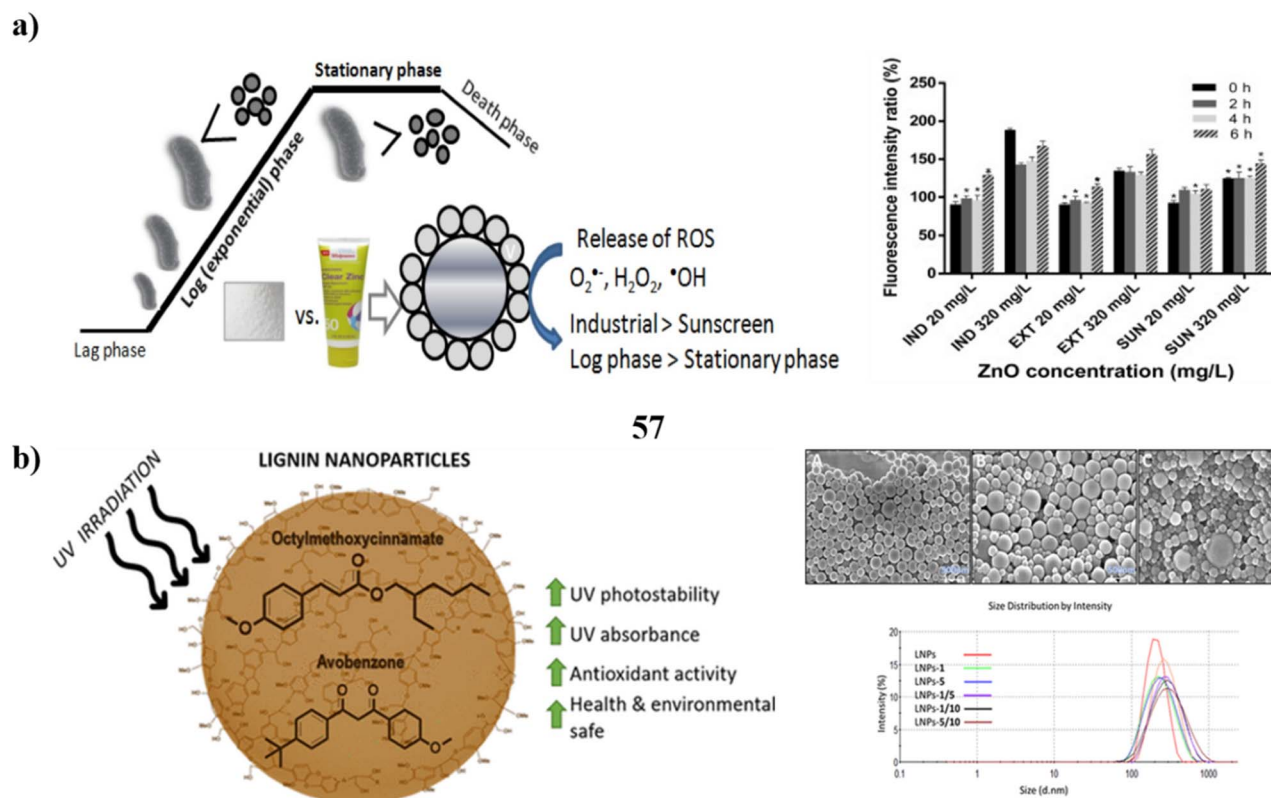 a)
Stationary phase
Death phase
Log (exponential) phase
Lag phase
vs.
Clear Zinc
50
V
Release of ROS
O₂•⁻, H₂O₂, •OH
Industrial > Sunscreen
Log phase > Stationary phase
Fluorescence intensity ratio (%)
250
200
150
100
50
0
0 h
2 h
4 h
6 h
* * * * * * * * * * * * * *
IND 20 mg/L
IND 320 mg/L
EXT 20 mg/L
EXT 320 mg/L
SUN 20 mg/L
SUN 320 mg/L
ZnO concentration (mg/L)
57
b)
UV IRRADIATION
LIGNIN NANOPARTICLES
Octylmethoxycinnamate
O
O
O
Avobenzone
O O
O
UV photostability
UV absorbance
Antioxidant activity
Health & environmental
safe
A
B
Size Distribution by Intensity
Intensity (%)
20
15
10
5
0
LNPs
LNPs-1
LNPs-5
LNPs-1/5
LNPs-1/10
LNPs-5/10
0.1 1 10 100 1000
Size (d.nm)